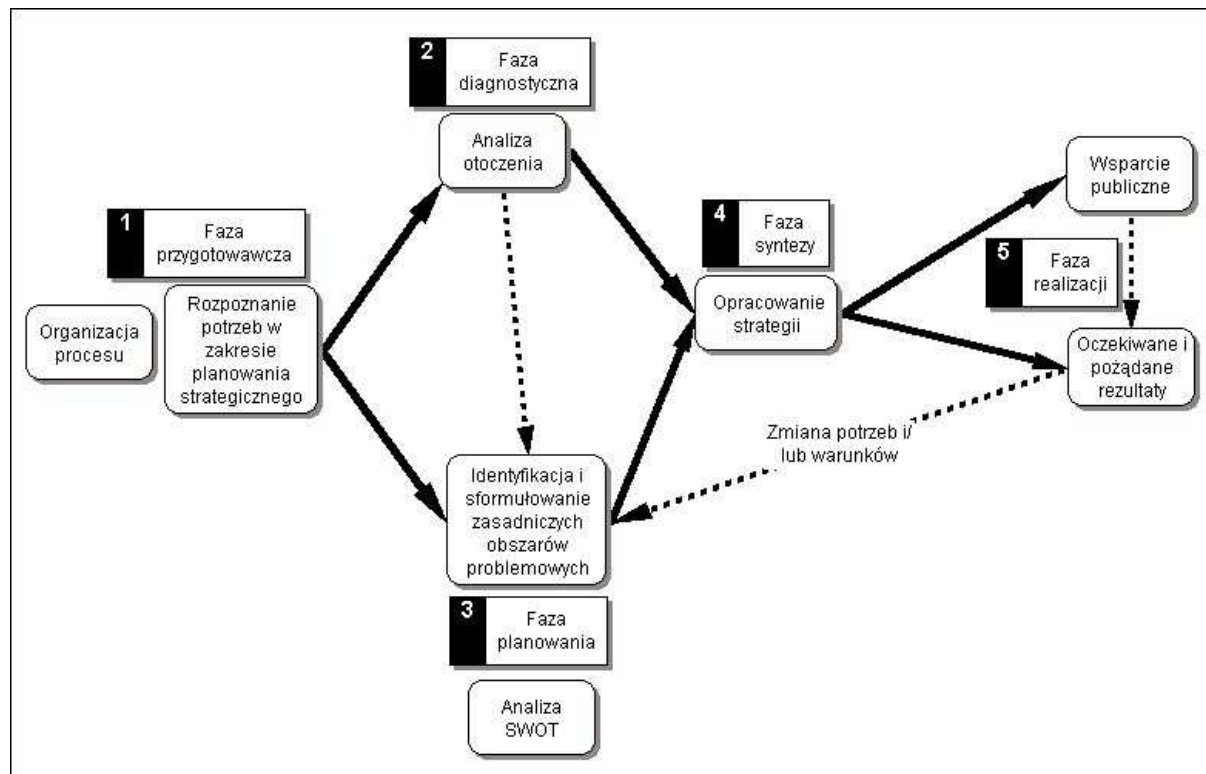 1
Faza
przygotowawcza
Organizacja
procesu
Rozpoznanie
potrzeb w
zakresie
planowania
strategicznego
2
Faza
diagnostyczna
Analiza
otoczenia
Identyfikacja i
sformułowanie
zasadniczych
obszarów
problemowych
3
Faza
planowania
Analiza
SWOT
4
Faza
syntezy
Opracowanie
strategii
Wsparcie
publiczne
5
Faza
realizacji
Oczekiwane i
pożądane
rezultaty
Zmiana potrzeb i/
lub warunków